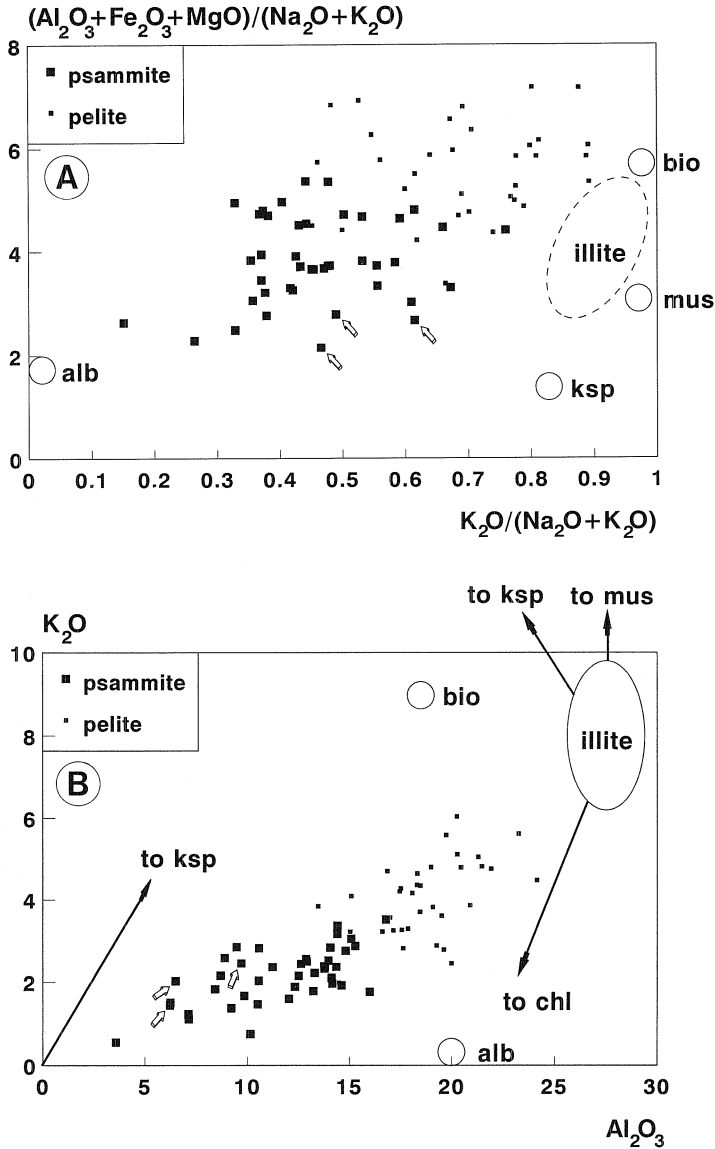 (Al2O3+Fe2O3+MgO)/(Na2O+K2O)
8
psammite
pelite
6
A
bio
illite
4
mus
2
alb
ksp
0
0 0.1 0.2 0.3 0.4 0.5 0.6 0.7 0.8 0.9 1
K2O/(Na2O+K2O)
to ksp to mus
K2O
10
psammite
bio
pelite
8
illite
B
6
to ksp
4
2
to chl
alb
0
0 5 10 15 20 25 30
Al2O3